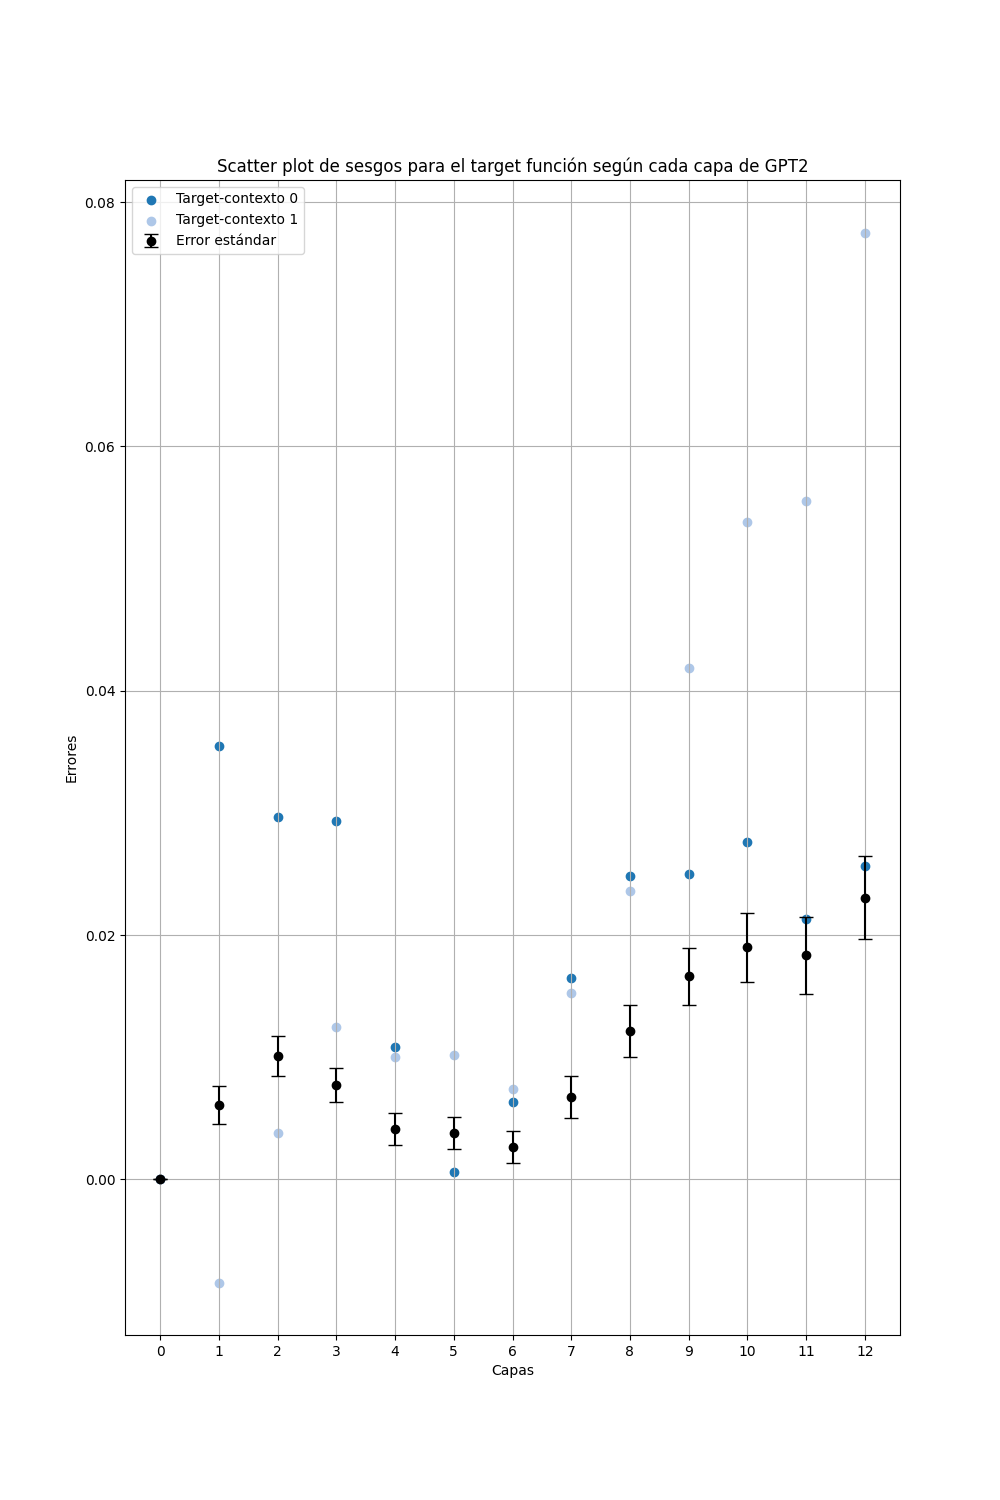 Scatter plot de sesgos para el target función según cada capa de GPT2
Target-contexto 0
Target-contexto 1
Error estándar
0.08
0.06
0.04
0.02
0.00
Errores
0 1 2 3 4 5 6 7 8 9 10 11 12
Capas